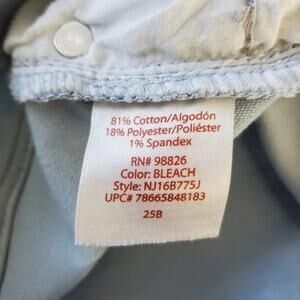 81% Cotton/Algodón
18% Polyester/Poliéster
1% Spandex
RN# 98826
Color: BLEACH
Style: NJ16B775J
UPC# 78665848183
25B